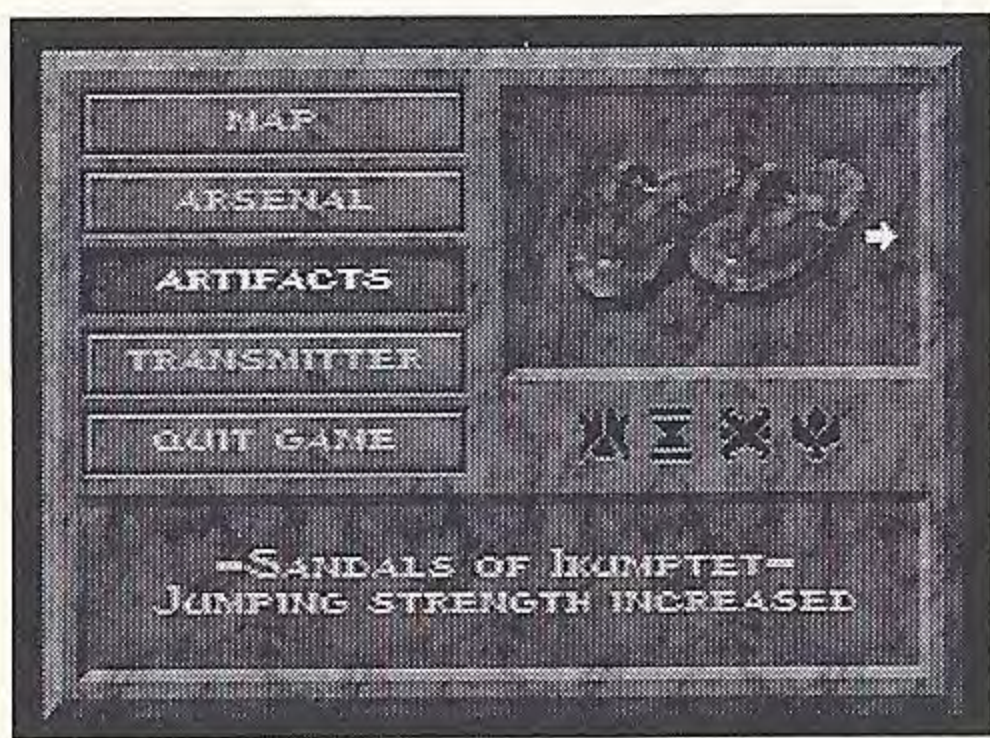 MAP
ARSENAL
ARTIFACTS
TRANSMITTER
QUIT GAME
-SANDALS OF IKUMPTET-
JUMPING STRENGTH INCREASED